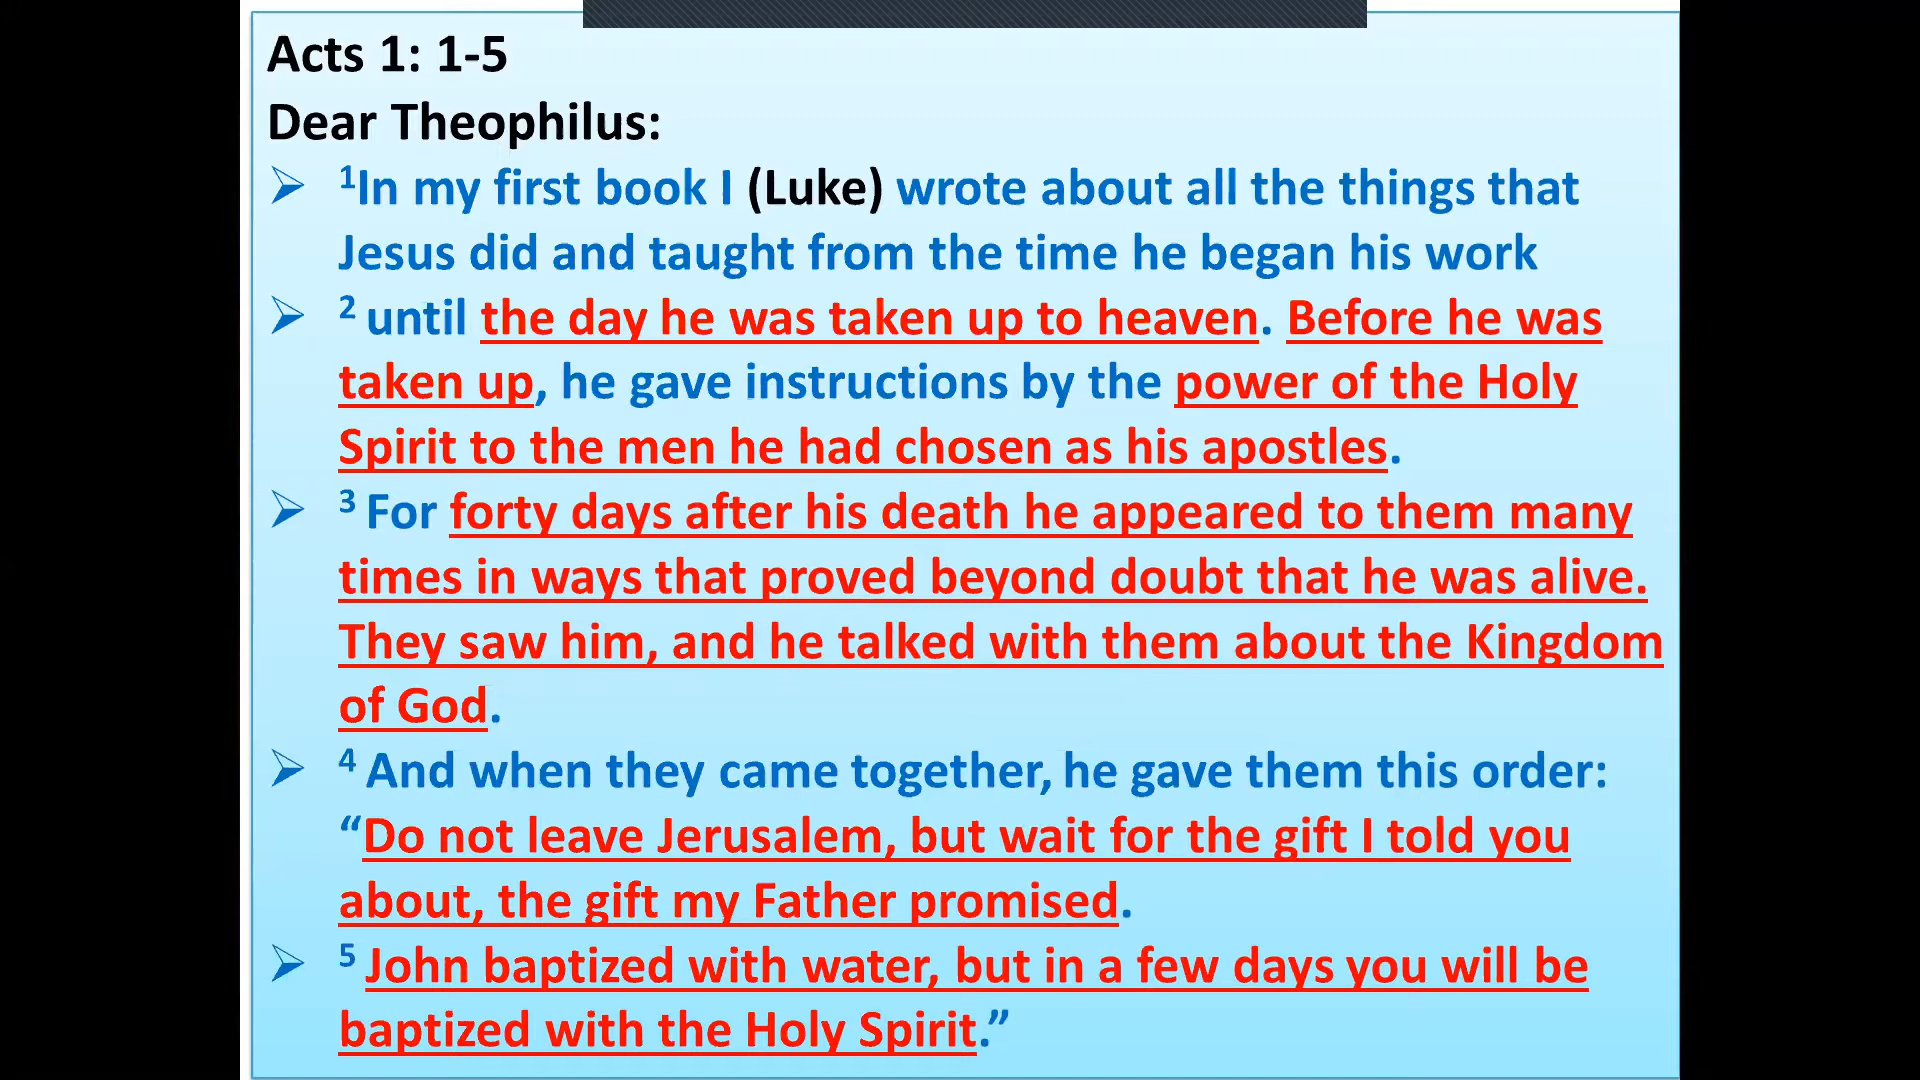 Acts 1: 1-5
Dear Theophilus:
➢ ¹In my first book I (Luke) wrote about all the things that
Jesus did and taught from the time he began his work
➢ ² until the day he was taken up to heaven. Before he was
taken up, he gave instructions by the power of the Holy
Spirit to the men he had chosen as his apostles.
➢ ³ For forty days after his death he appeared to them many
times in ways that proved beyond doubt that he was alive.
They saw him, and he talked with them about the Kingdom
of God.
➢ ⁴ And when they came together, he gave them this order:
“Do not leave Jerusalem, but wait for the gift I told you
about, the gift my Father promised.
➢ ⁵ John baptized with water, but in a few days you will be
baptized with the Holy Spirit.”